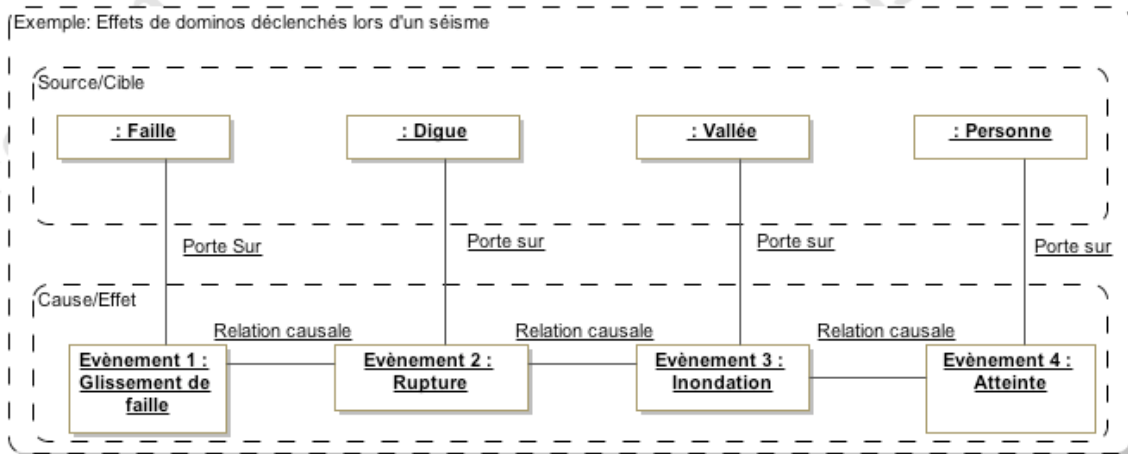 Exemple: Effets de dominos déclenchés lors d'un séisme
Source/Cible
: Faille
: Digue
: Vallée
: Personne
Porte Sur
Porte sur
Porte sur
Porte sur
Cause/Effet
Relation causale
Relation causale
Relation causale
Evènement 1 :
Glissement de
faille
Evènement 2 :
Rupture
Evènement 3 :
Inondation
Evènement 4 :
Atteinte